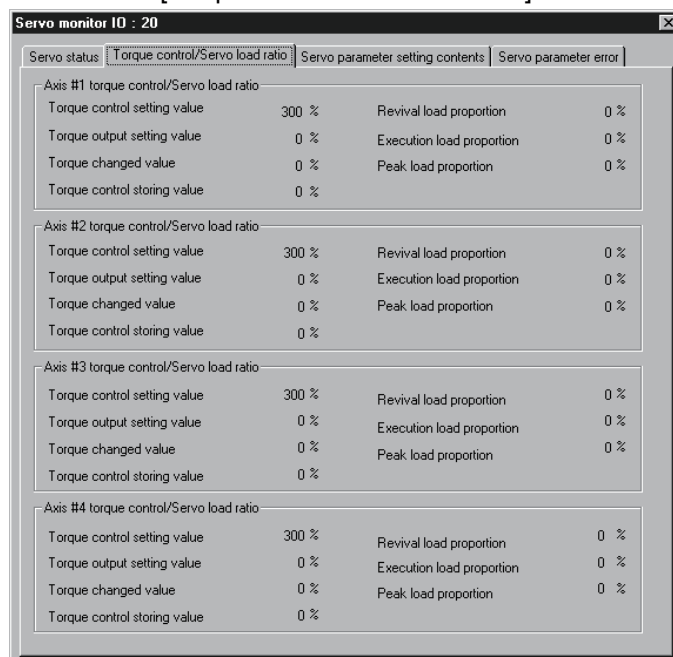 Servo monitor IO : 20
Servo status Torque control/Servo load ratio Servo parameter setting contents Servo parameter error
Axis #1 torque control/Servo load ratio
Torque control setting value 300 % Revival load proportion 0 %
Torque output setting value 0 % Execution load proportion 0 %
Torque changed value 0 % Peak load proportion 0 %
Torque control storing value 0 %
Axis #2 torque control/Servo load ratio
Torque control setting value 300 % Revival load proportion 0 %
Torque output setting value 0 % Execution load proportion 0 %
Torque changed value 0 % Peak load proportion 0 %
Torque control storing value 0 %
Axis #3 torque control/Servo load ratio
Torque control setting value 300 % Revival load proportion 0 %
Torque output setting value 0 % Execution load proportion 0 %
Torque changed value 0 % Peak load proportion 0 %
Torque control storing value 0 %
Axis #4 torque control/Servo load ratio
Torque control setting value 300 % Revival load proportion 0 %
Torque output setting value 0 % Execution load proportion 0 %
Torque changed value 0 % Peak load proportion 0 %
Torque control storing value 0 %